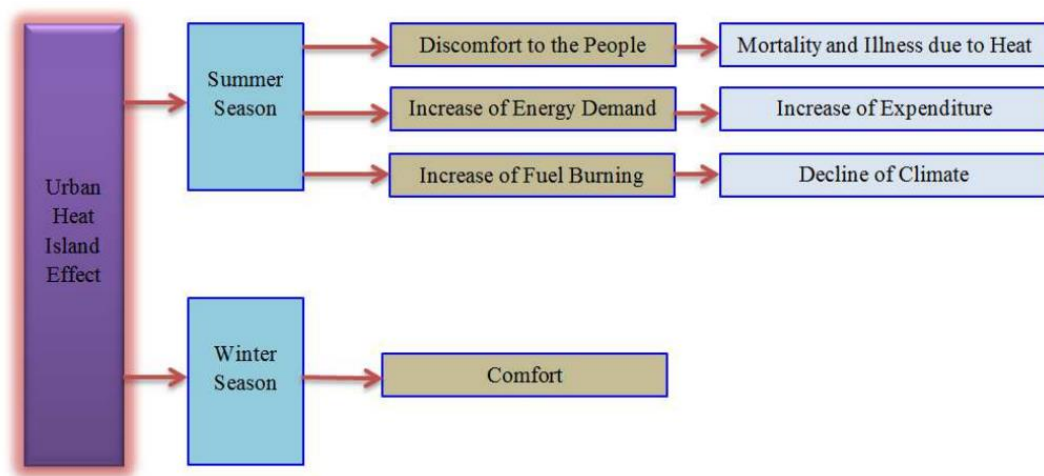 Urban
Heat
Island
Effect
Summer
Season
Discomfort to the People
Mortality and Illness due to Heat
Increase of Energy Demand
Increase of Expenditure
Increase of Fuel Burning
Decline of Climate
Winter
Season
Comfort